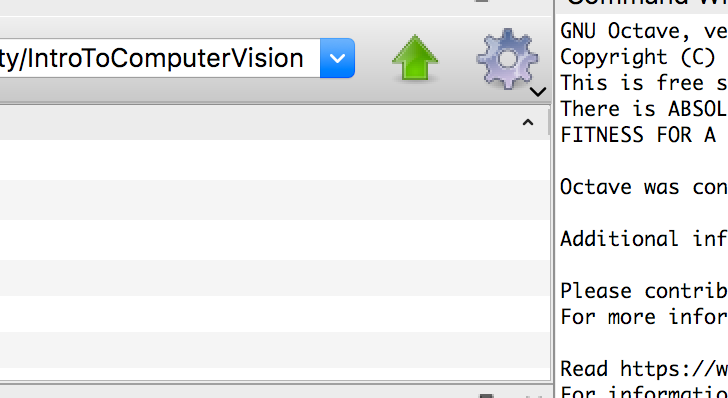 ty/IntroToComputerVision
GNU Octave, ve
Copyright (C)
This is free s
There is ABSOL
FITNESS FOR A
Octave was con
Additional inf
Please contrib
For more infor
Read https://w
For informatio